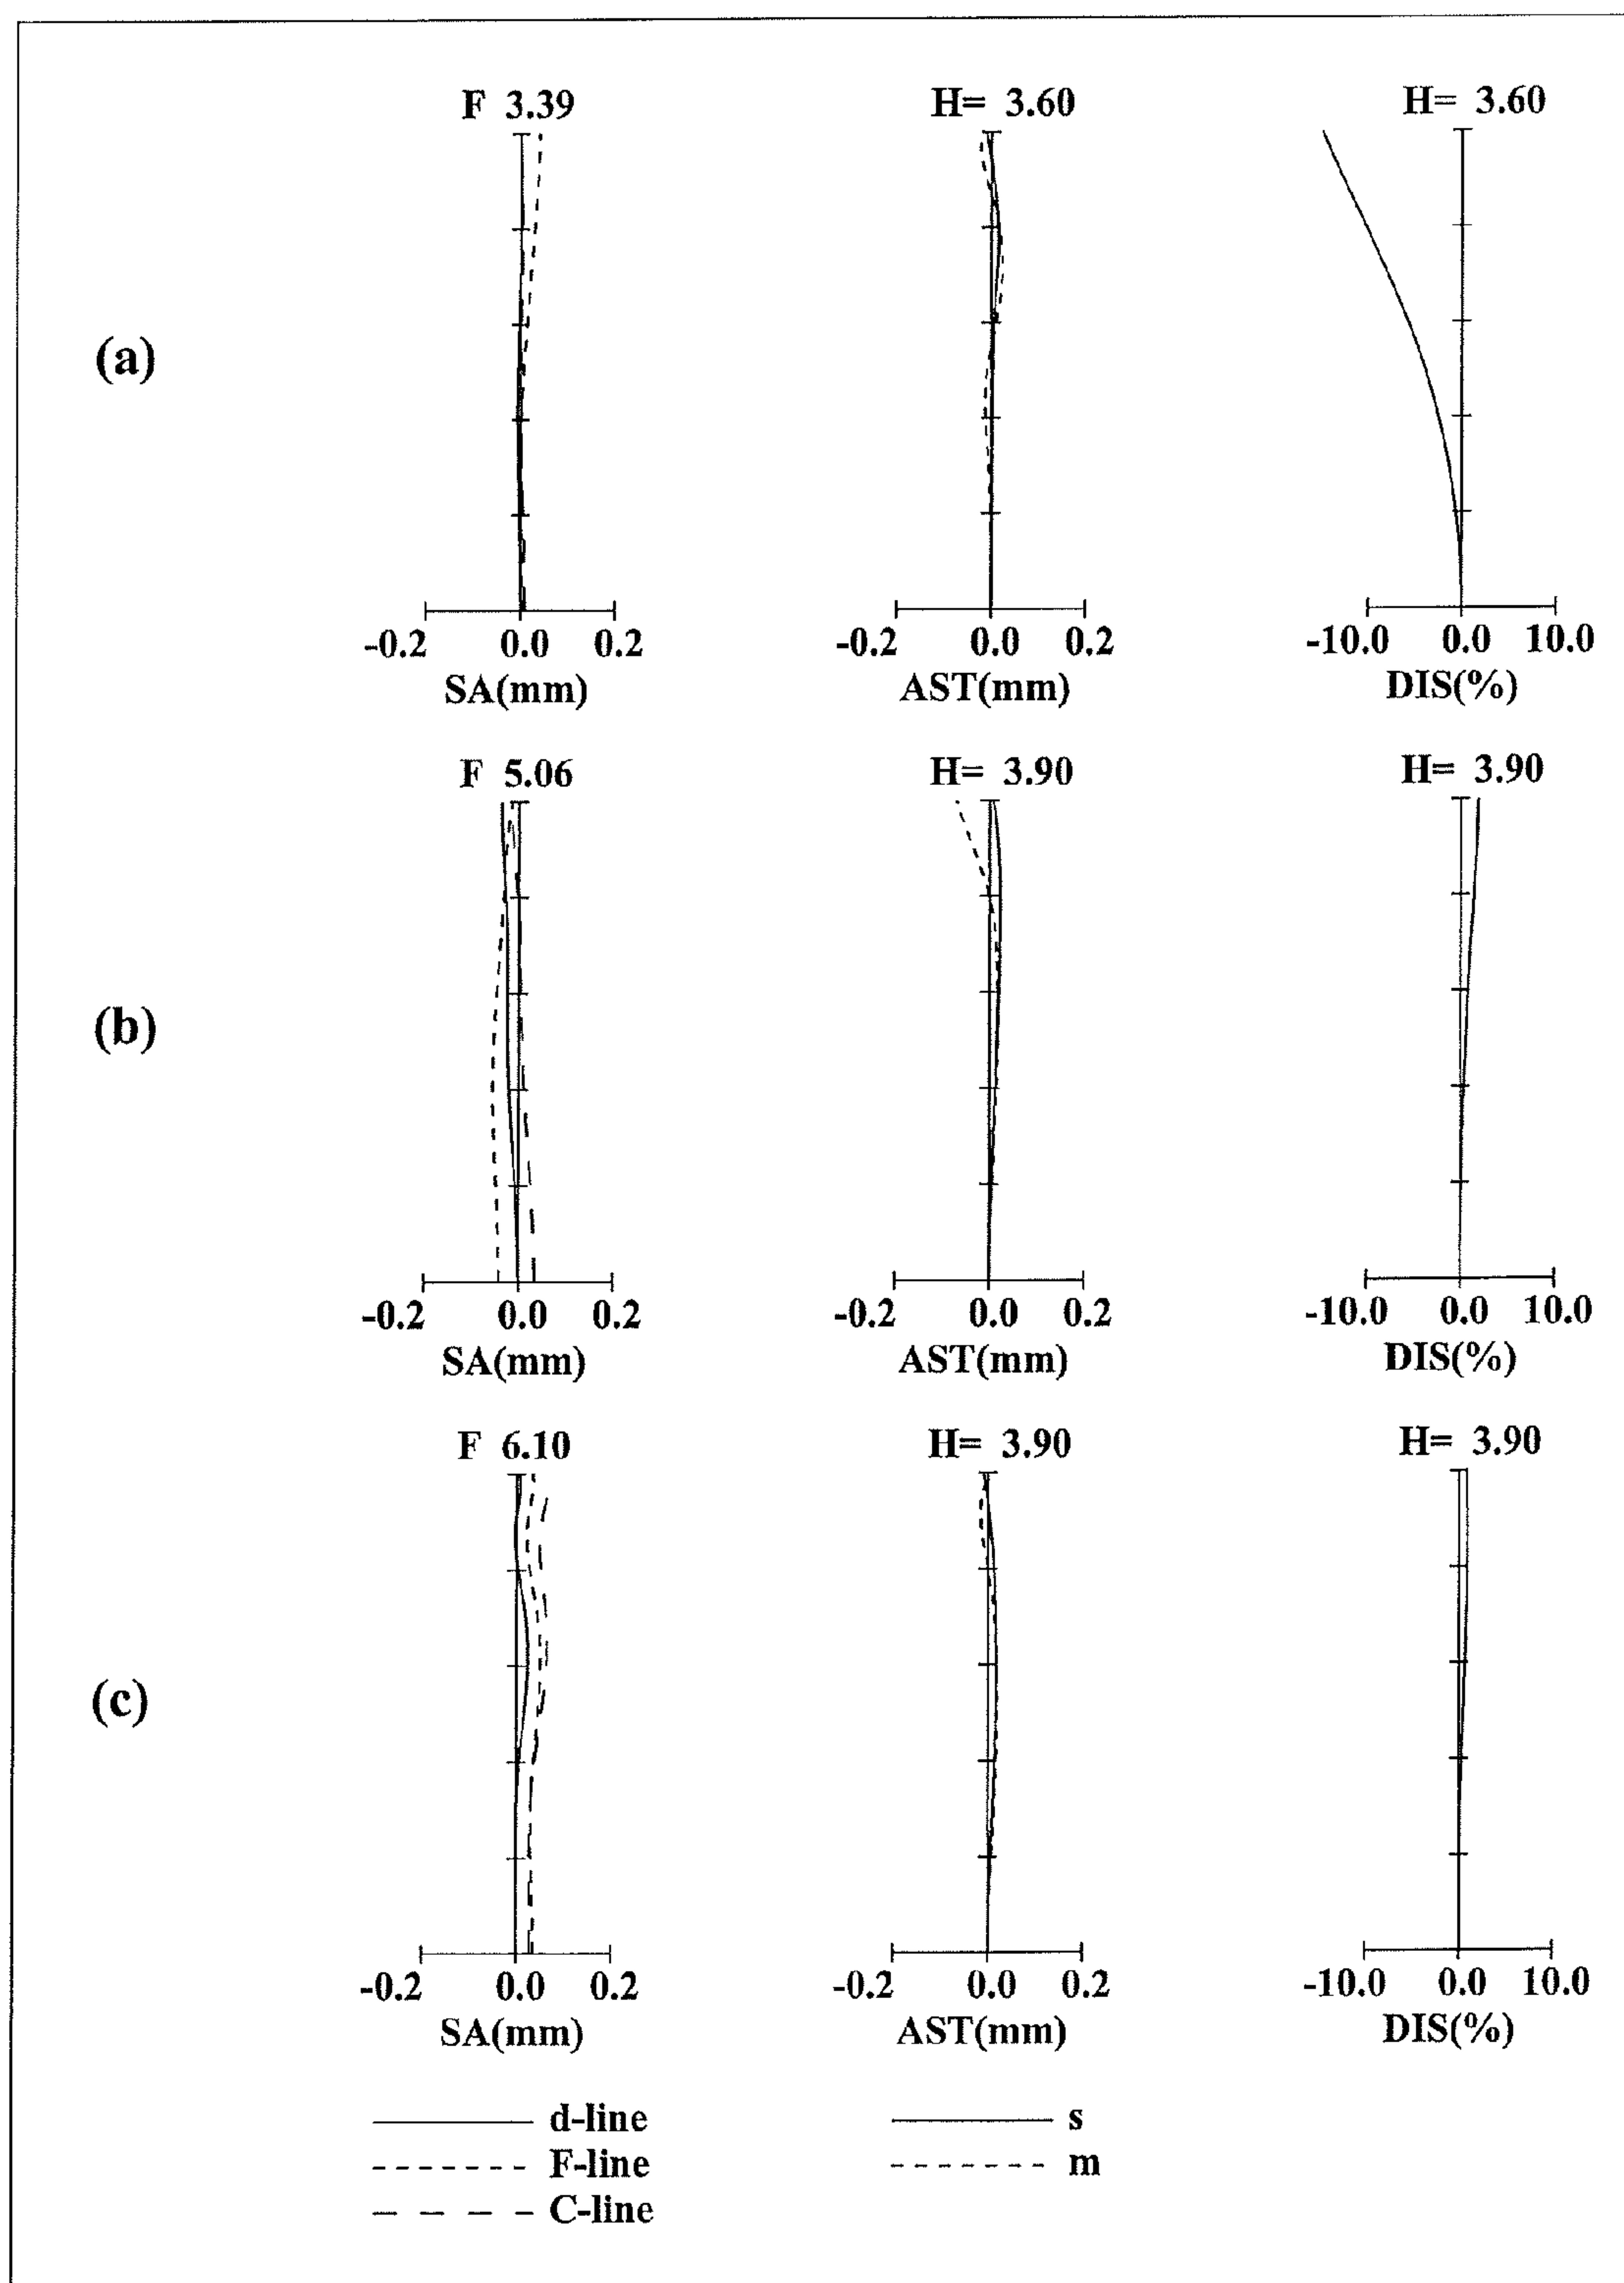 F 3.39 H= 3.60 H= 3.60
(a)
-0.2 0.0 0.2 -0.2 0.0 0.2 -10.0 0.0 10.0
SA(mm) AST(mm) DIS(%)
F 5.06 H= 3.90 H= 3.90
(b)
-0.2 0.0 0.2 -0.2 0.0 0.2 -10.0 0.0 10.0
SA(mm) AST(mm) DIS(%)
F 6.10 H= 3.90 H= 3.90
(c)
-0.2 0.0 0.2 -0.2 0.0 0.2 -10.0 0.0 10.0
SA(mm) AST(mm) DIS(%)
d-line s
F-line m
C-line